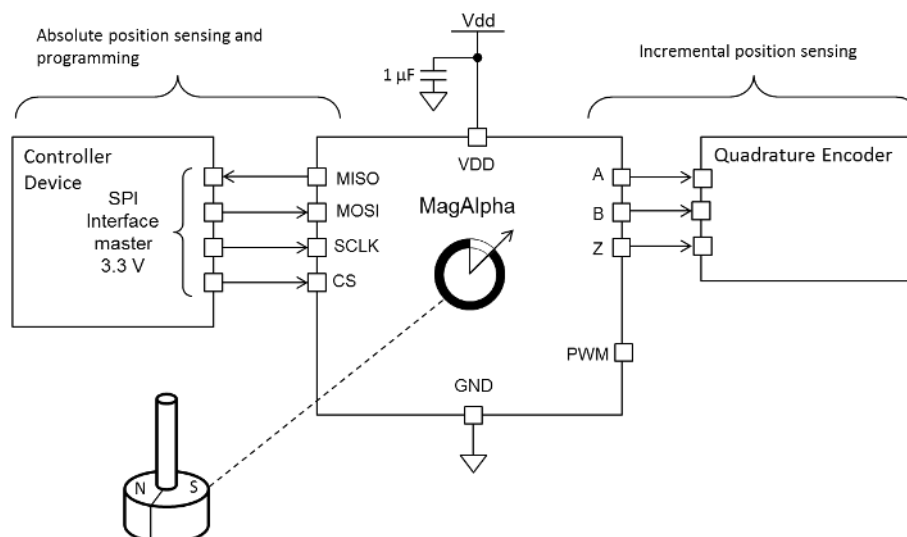 Absolute position sensing and
programming
Vdd
1 µF
Incremental position sensing
Controller
Device
SPI
Interface
master
3.3 V
MISO
MOSI
SCLK
CS
VDD
MagAlpha
A
B
Z
PWM
GND
Quadrature Encoder
N
S